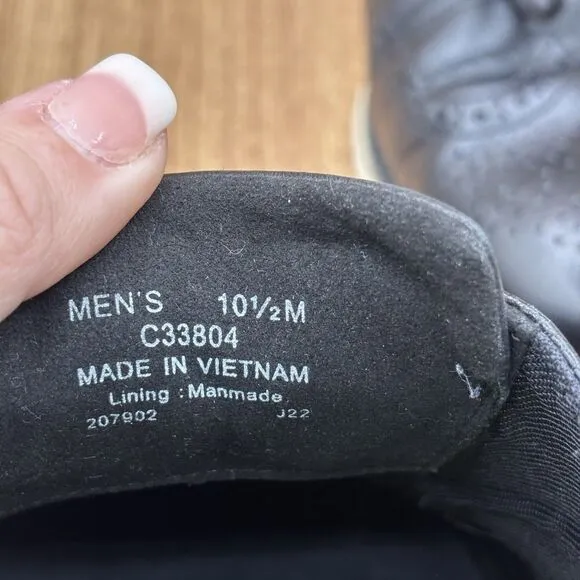 MEN'S 10½M
C33804
MADE IN VIETNAM
Lining :Manmade
207902 J22